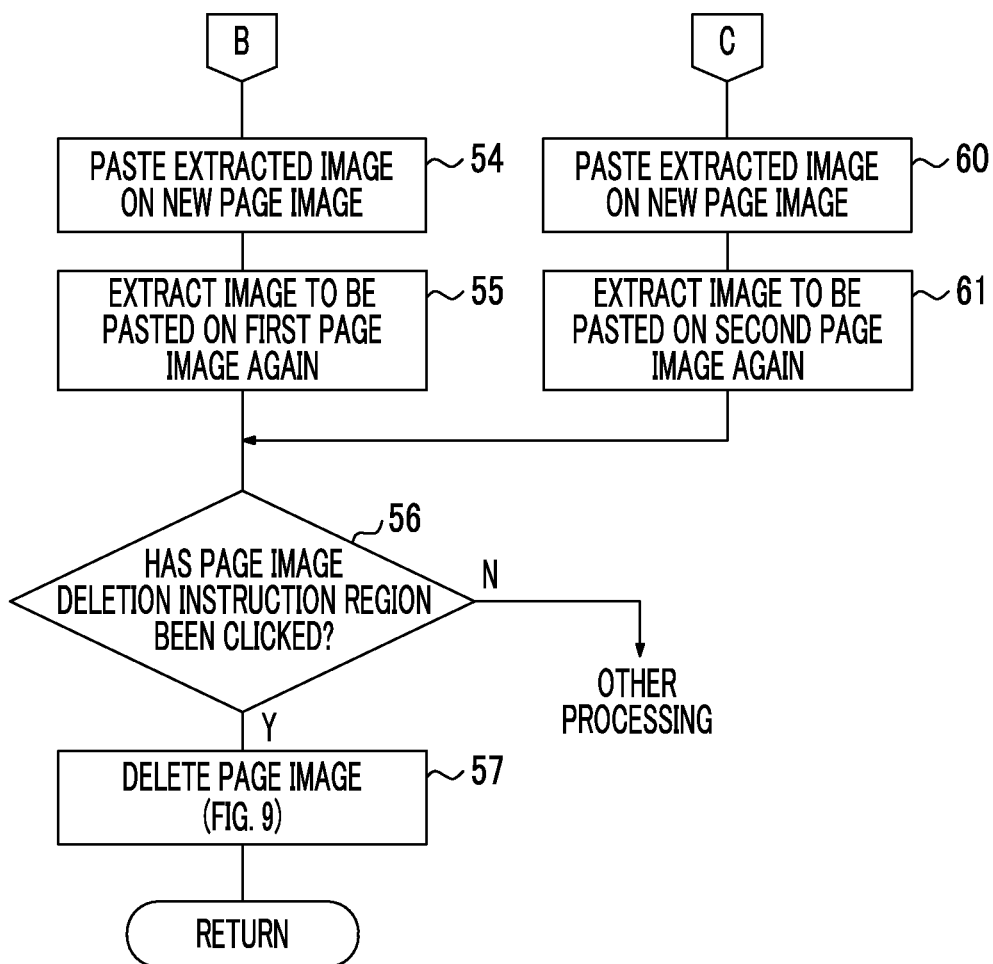 B
C
PASTE EXTRACTED IMAGE
ON NEW PAGE IMAGE
54
PASTE EXTRACTED IMAGE
ON NEW PAGE IMAGE
60
EXTRACT IMAGE TO BE
PASTED ON FIRST PAGE
IMAGE AGAIN
55
EXTRACT IMAGE TO BE
PASTED ON SECOND PAGE
IMAGE AGAIN
61
56
HAS PAGE IMAGE
DELETION INSTRUCTION REGION
BEEN CLICKED?
N
OTHER
PROCESSING
Y
DELETE PAGE IMAGE
(FIG. 9)
57
RETURN